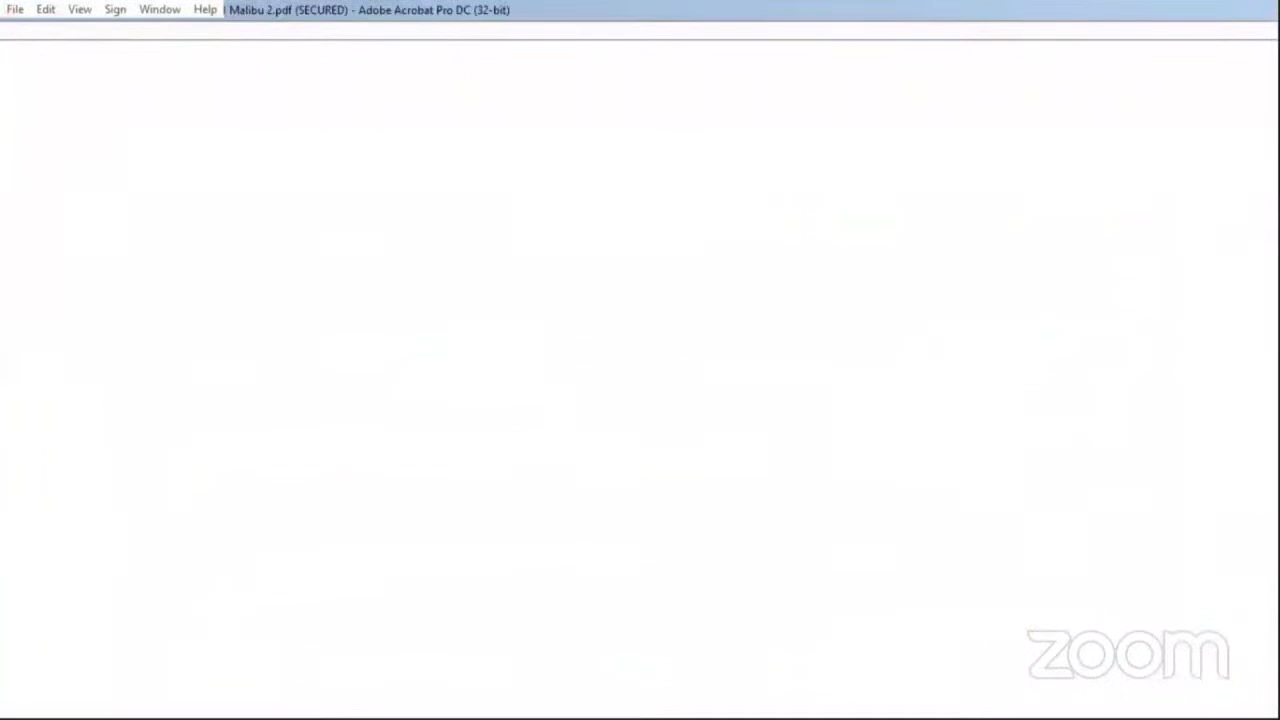 File Edit View Sign Window Help Malibu 2.pdf (SECURED) - Adobe Acrobat Pro DC (32-bit)
zoom